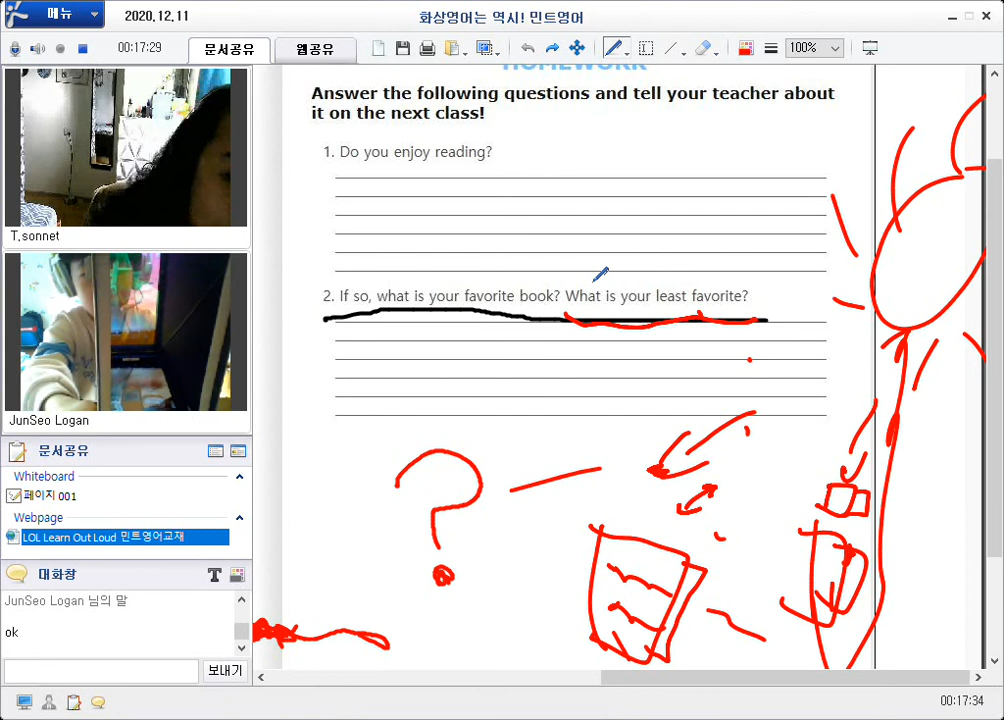 메뉴
2020.12.11
화상영어는 역시! 민트영어
00:17:29
문서공유
웹공유
100%
HOMEWORK
Answer the following questions and tell your teacher about
it on the next class!
1. Do you enjoy reading?
2. If so, what is your favorite book? What is your least favorite?
T.sonnet
JunSeo Logan
문서공유
Whiteboard
페이지 001
Webpage
LOL Learn Out Loud 민트영어교재
대화창
T
JunSeo Logan 님의 말
ok
보내기
00:17:34